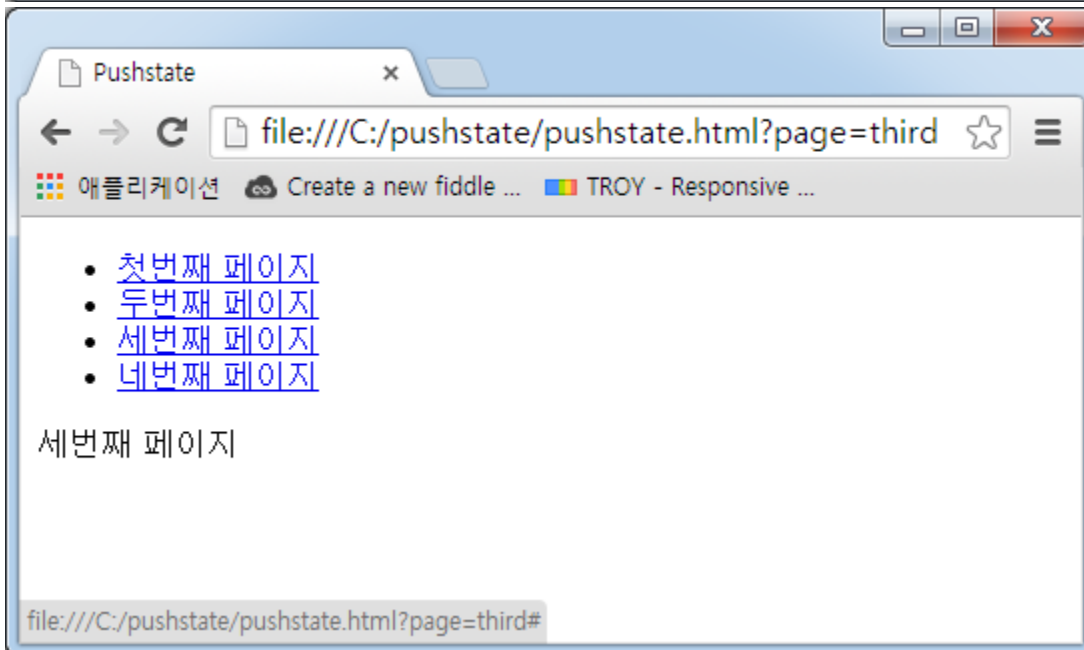 Pushstate
file:///C:/pushstate/pushstate.html?page=third
애플리케이션 Create a new fiddle ... TROY - Responsive ...
첫번째 페이지
두번째 페이지
세번째 페이지
네번째 페이지
세번째 페이지
file:///C:/pushstate/pushstate.html?page=third#